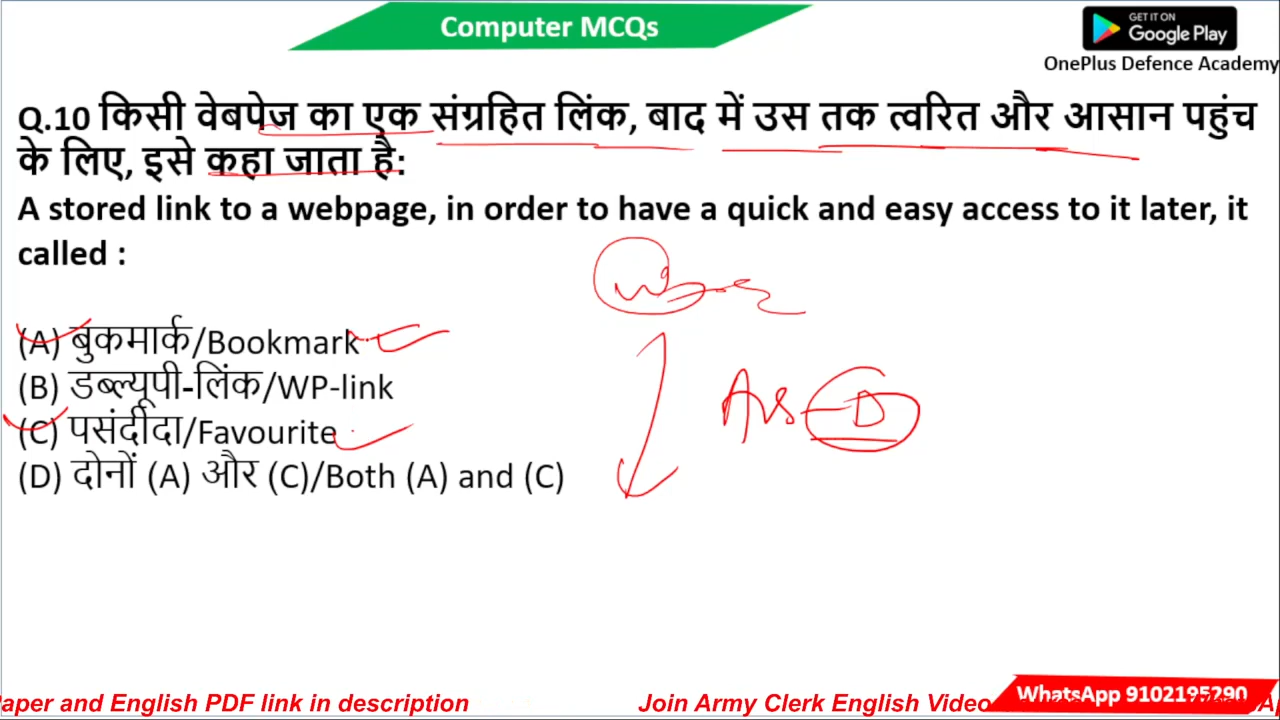 Computer MCQs
GET IT ON
Google Play
OnePlus Defence Academy
Q.10 किसी वेबपेज का एक संग्रहित लिंक, बाद में उस तक त्वरित और आसान पहुंच
के लिए, इसे कहा जाता है:
A stored link to a webpage, in order to have a quick and easy access to it later, it
called :
(A) बुकमार्क/Bookmark
(B) डब्ल्यूपी-लिंक/WP-link
(C) पसंदीदा/Favourite
(D) दोनों (A) और (C)/Both (A) and (C)
Ans - D
WhatsApp 9102195290
Paper and English PDF link in description
Join Army Clerk English Video